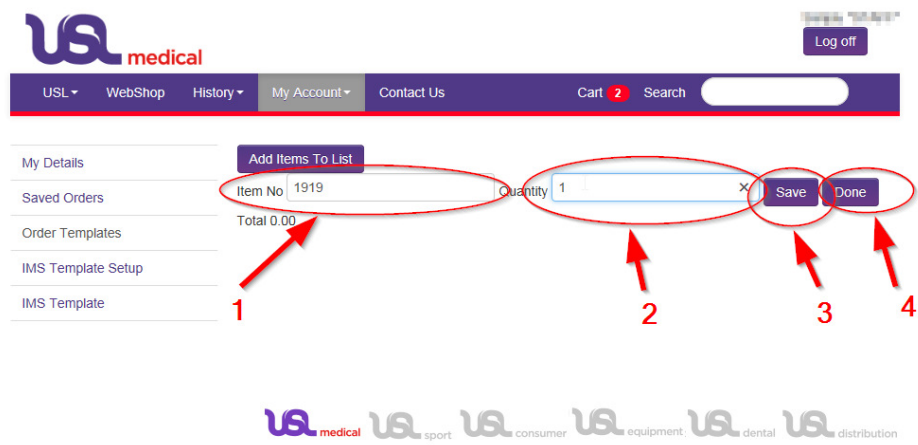 USL medical
Log off
USL WebShop History My Account Contact Us Cart 2 Search
My Details
Saved Orders
Order Templates
IMS Template Setup
IMS Template
Add Items To List
Item No 1919 Quantity 1 × Save Done
Total 0.00
1 2 3 4
USL medical USL sport USL consumer USL equipment USL dental USL distribution